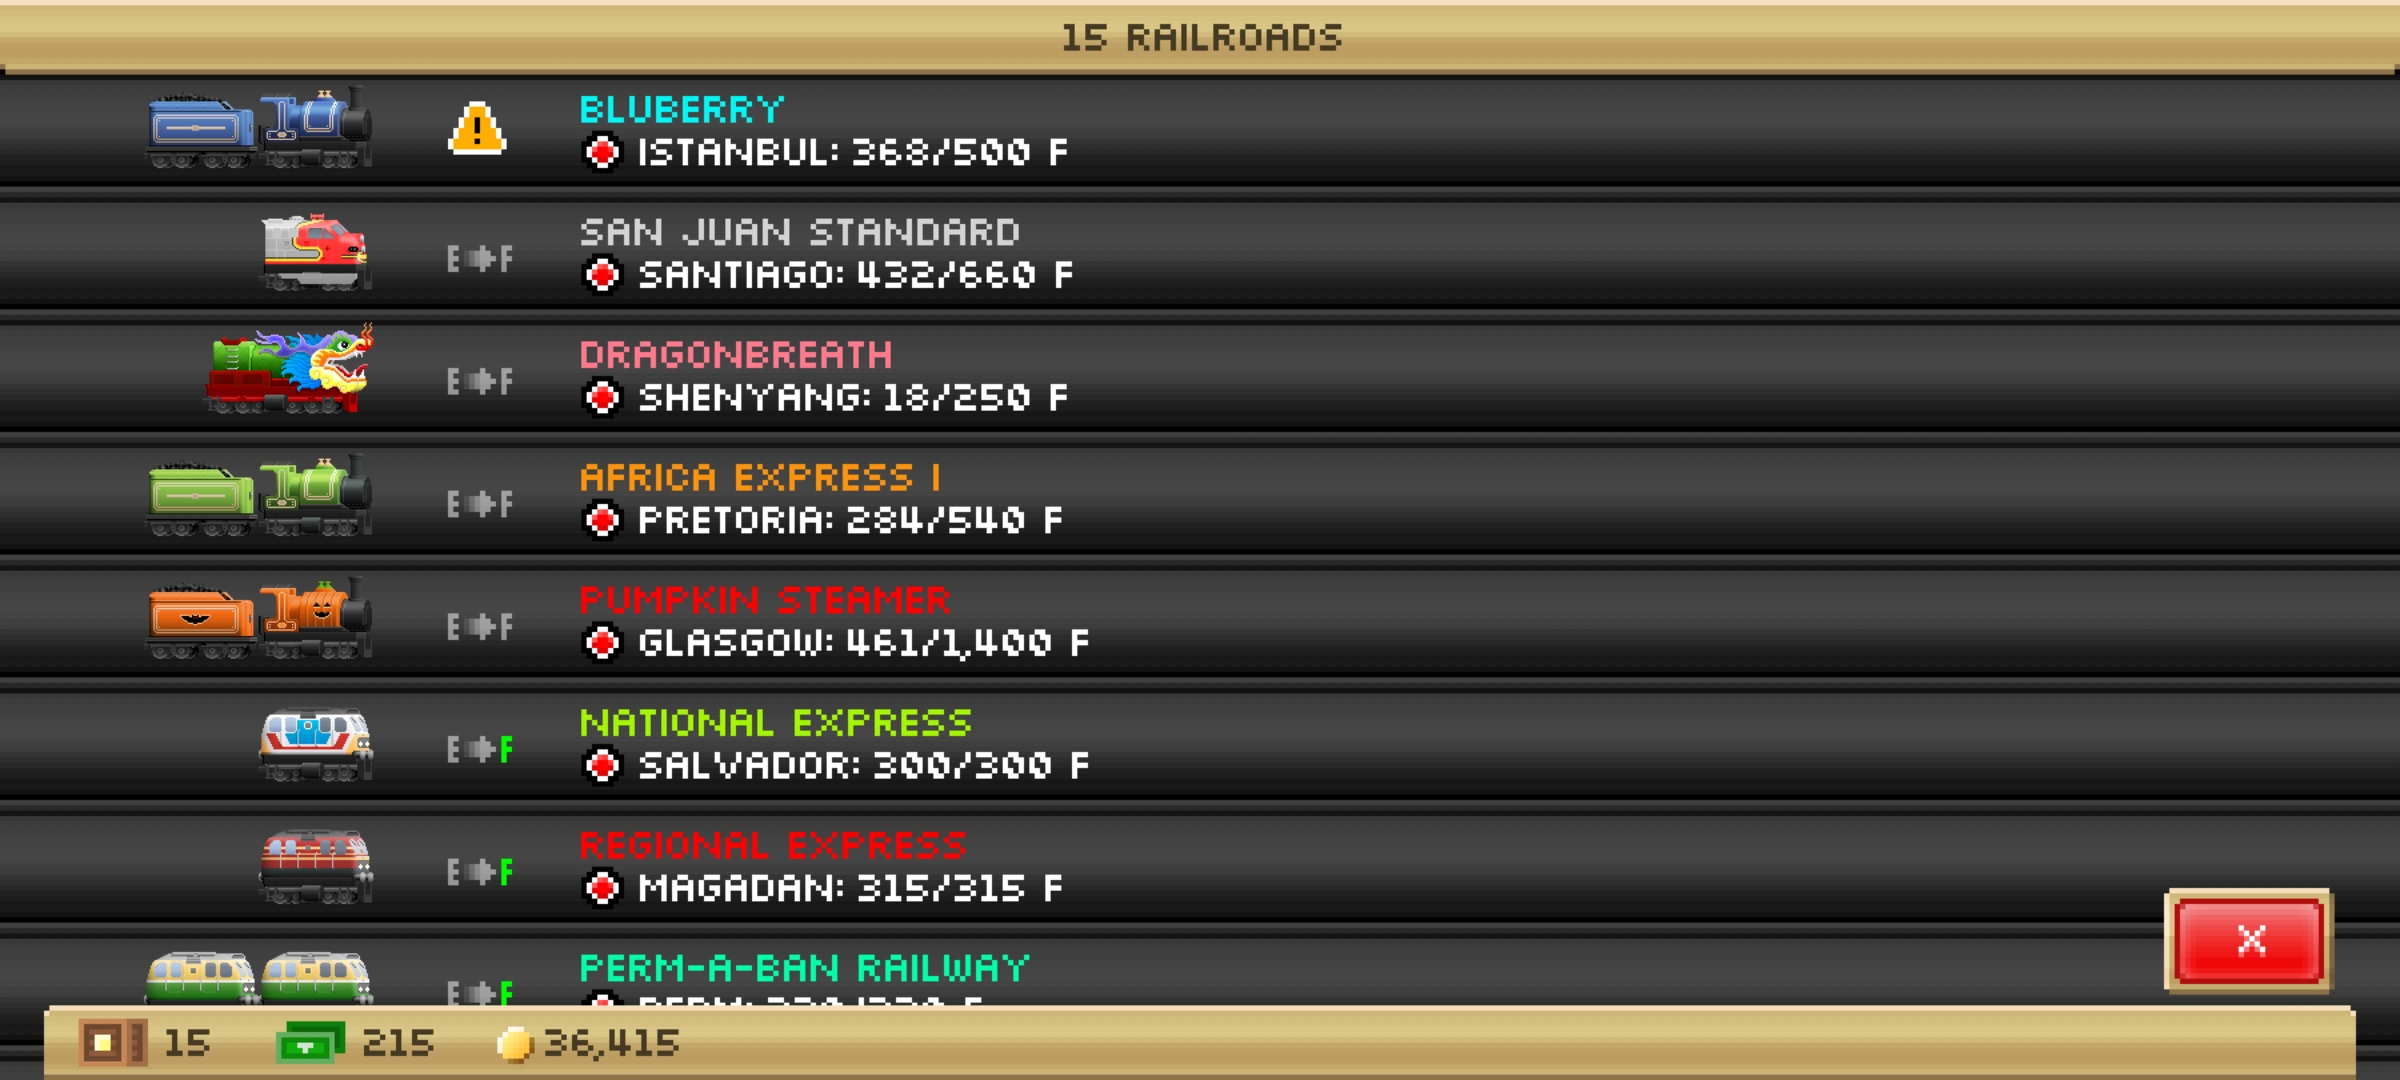 15 RAILROADS
BLUBERRY
ISTANBUL: 368/500 F
SAN JUAN STANDARD
E F
SANTIAGO: 432/660 F
DRAGONBREATH
E F
SHENYANG: 18/250 F
AFRICA EXPRESS I
E F
PRETORIA: 284/540 F
PUMPKIN STEAMER
E F
GLASGOW: 461/1,400 F
NATIONAL EXPRESS
E F
SALVADOR: 300/300 F
REGIONAL EXPRESS
E F
MAGADAN: 315/315 F
X
PERM-A-BAN RAILWAY
E F
15 215 36,415